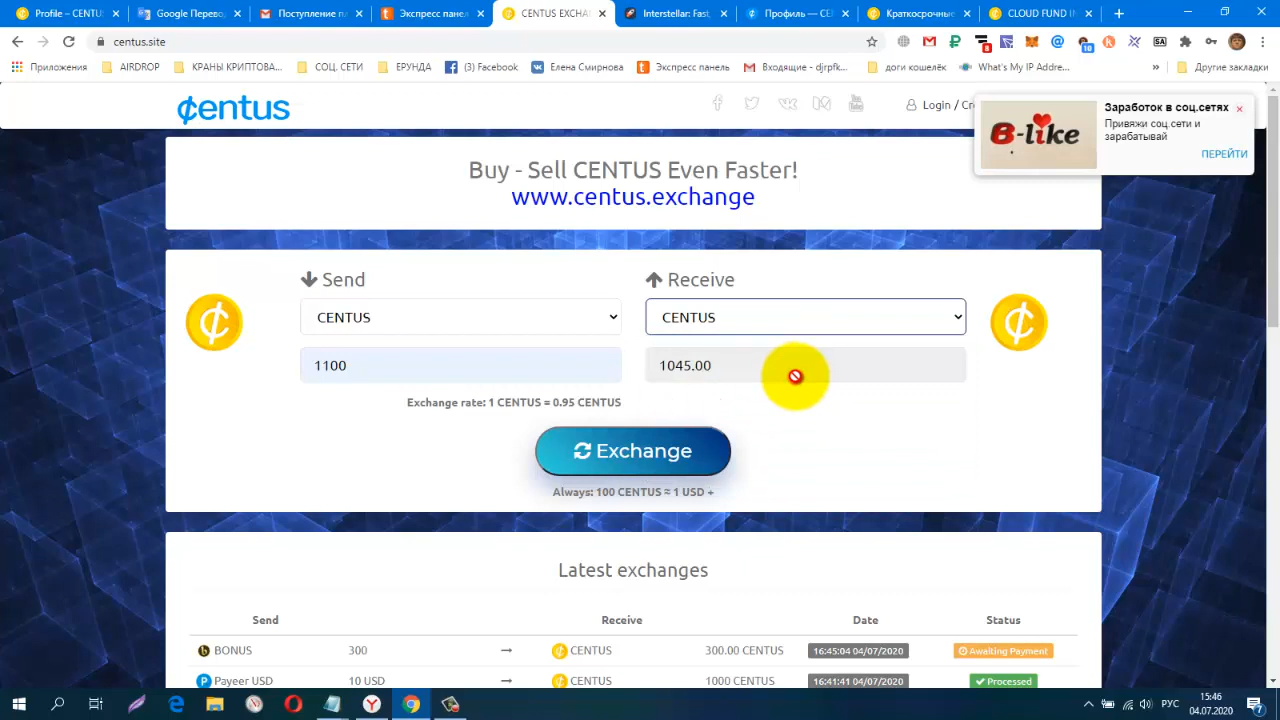 Profile – CENTUS
Google Перево
Поступление п
Экспресс панел
CENTUS EXCHAN
Interstellar: Fast,
Профиль — CE
Краткосрочные
CLOUD FUND IN
centus.site
8
10
Приложения
AIRDROP
КРАНЫ КРИПТОВА...
СОЦ. СЕТИ
ЕРУНДА
(3) Facebook
Елена Смирнова
Экспресс панель
Входящие - djrpfk...
доги кошелёк
What's My IP Addre...
»
Другие закладки
¢entus
Login / Cr
B-like
Заработок в соц.сетях
Привяжи соц.сети и
зарабатывай
ПЕРЕЙТИ
Buy - Sell CENTUS Even Faster!
www.centus.exchange
Send
Receive
CENTUS
CENTUS
1100
1045.00
Exchange rate: 1 CENTUS = 0.95 CENTUS
Exchange
Always: 100 CENTUS ≈ 1 USD +
Latest exchanges
Send
Receive
Date
Status
BONUS 300 → CENTUS 300.00 CENTUS 16:45:04 04/07/2020 Awaiting Payment
Payeer USD 10 USD → CENTUS 1000 CENTUS 16:41:41 04/07/2020 Processed
РУС
15:46
04.07.2020
7